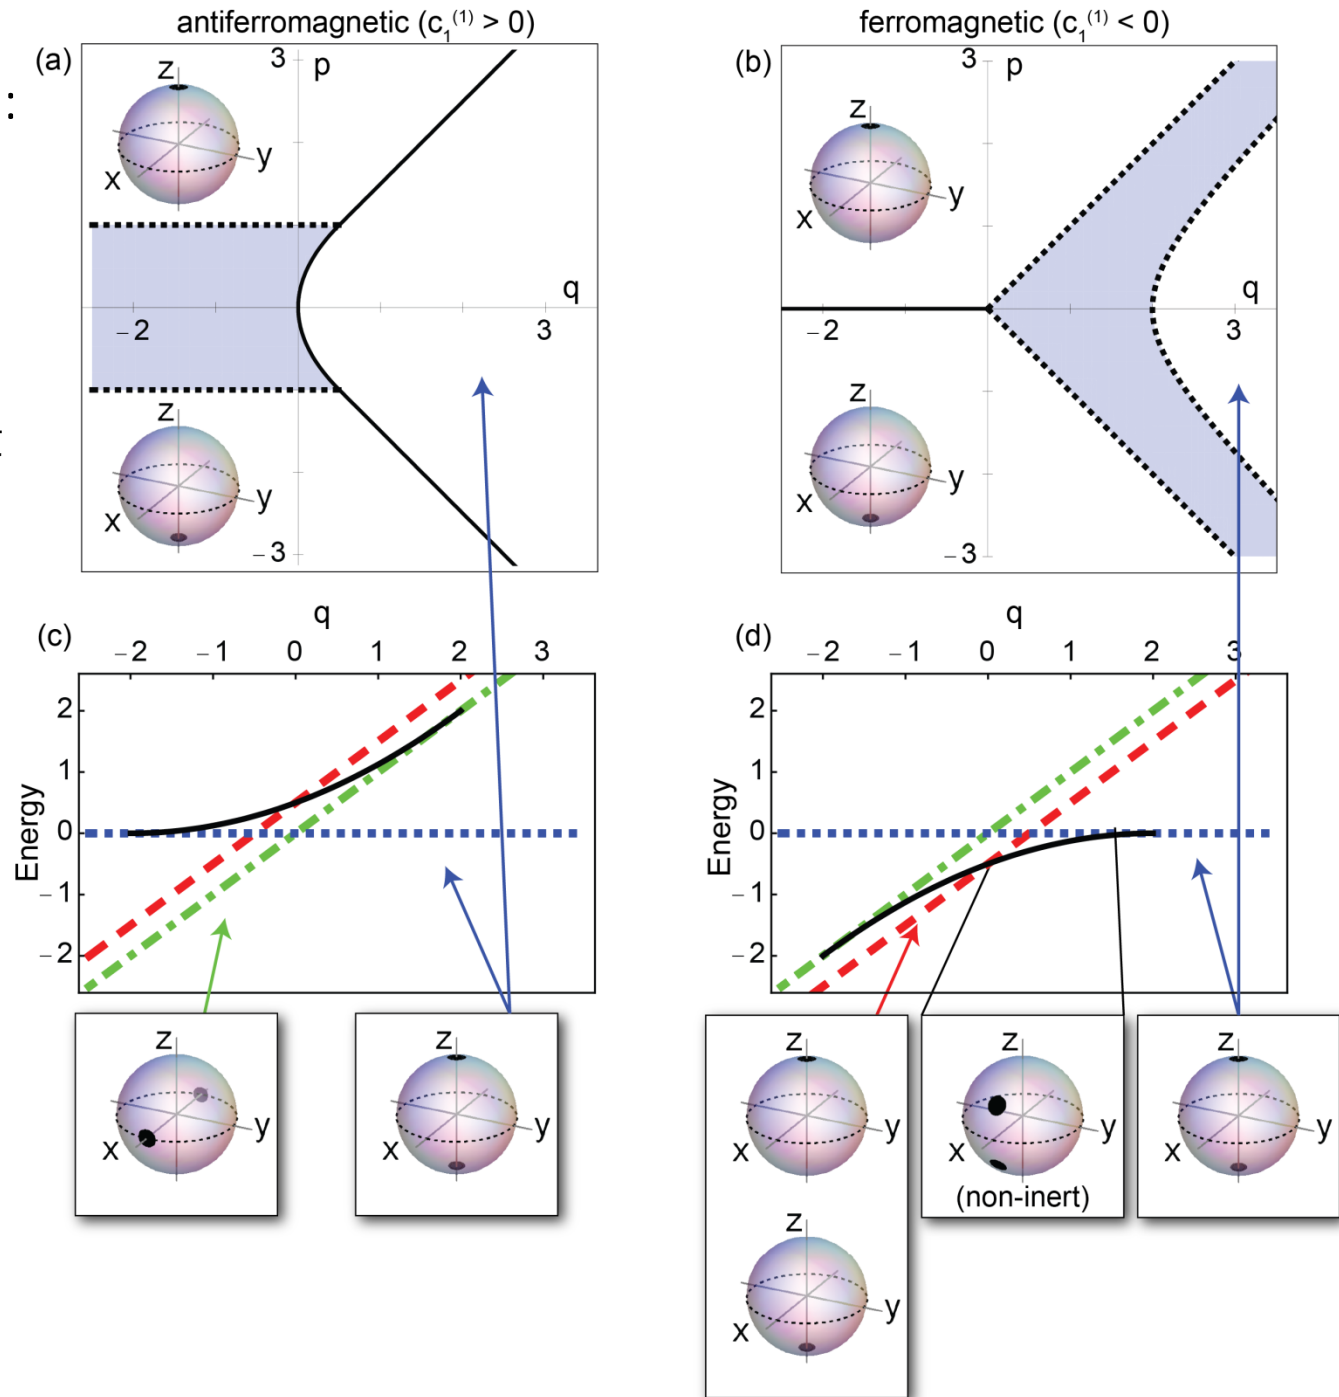 antiferromagnetic (c₁⁽¹⁾ > 0)
ferromagnetic (c₁⁽¹⁾ < 0)
:
(a)
3
p
z
y
x
q
−2
3
z
y
x
−3
(b)
3
p
z
y
x
q
−2
3
z
y
x
−3
(c)
q
−2 −1 0 1 2 3
2
1
0
−1
−2
Energy
z
y
x
z
y
x
(d)
q
−2 −1 0 1 2 3
2
1
0
−1
−2
Energy
z
y
x
z
y
x
z
y
x
(non-inert)
z
y
x